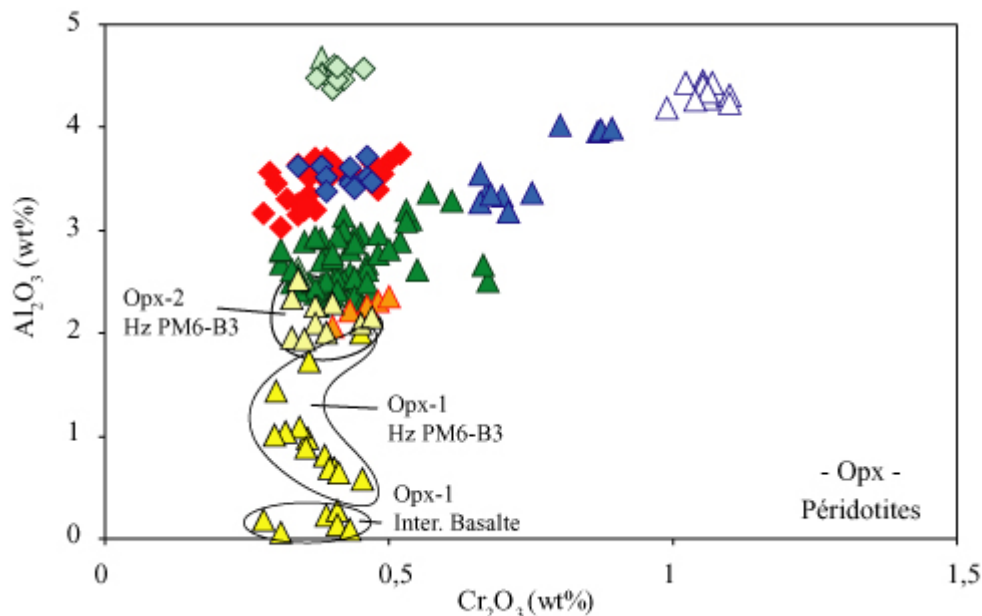 5
4
3
2
1
0
Al₂O₃ (wt%)
Opx-2
Hz PM6-B3
Opx-1
Hz PM6-B3
Opx-1
Inter. Basalte
- Opx -
Péridotites
0
0,5
1
1,5
Cr₂O₃ (wt%)